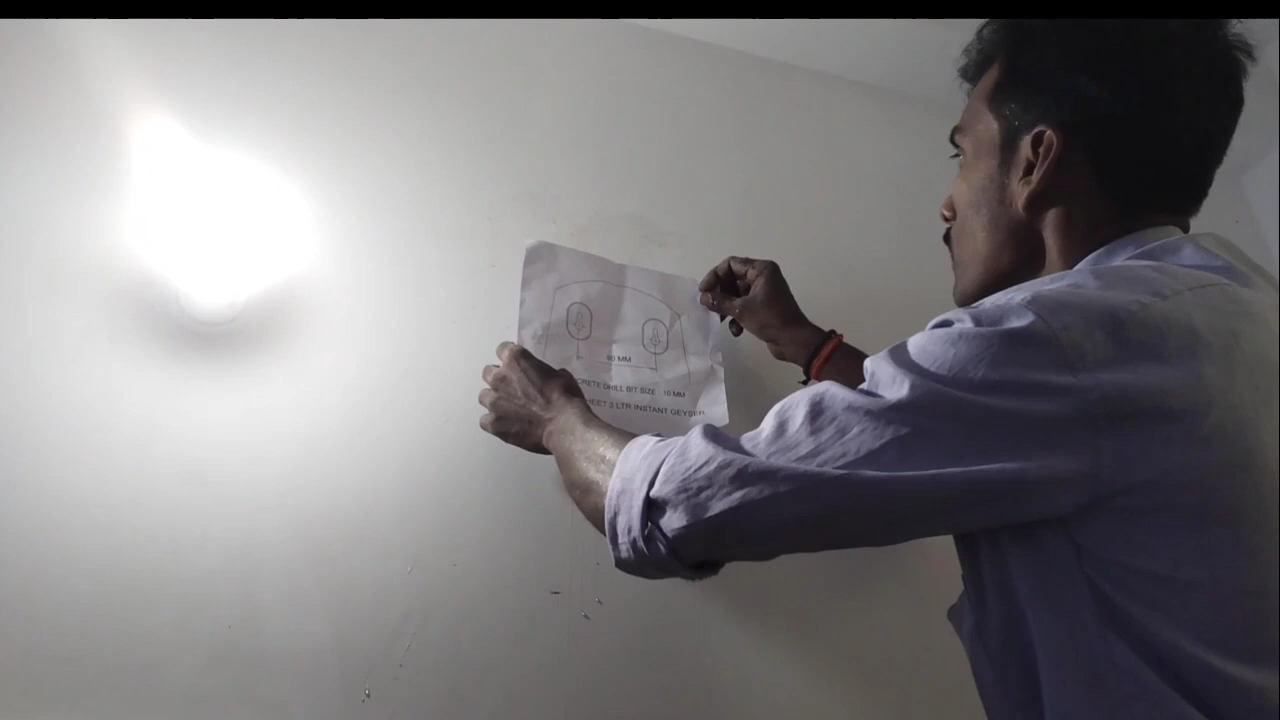 90 MM
CRETE DRILL BIT SIZE : 10 MM
HEET 3 LTR INSTANT GEYSER